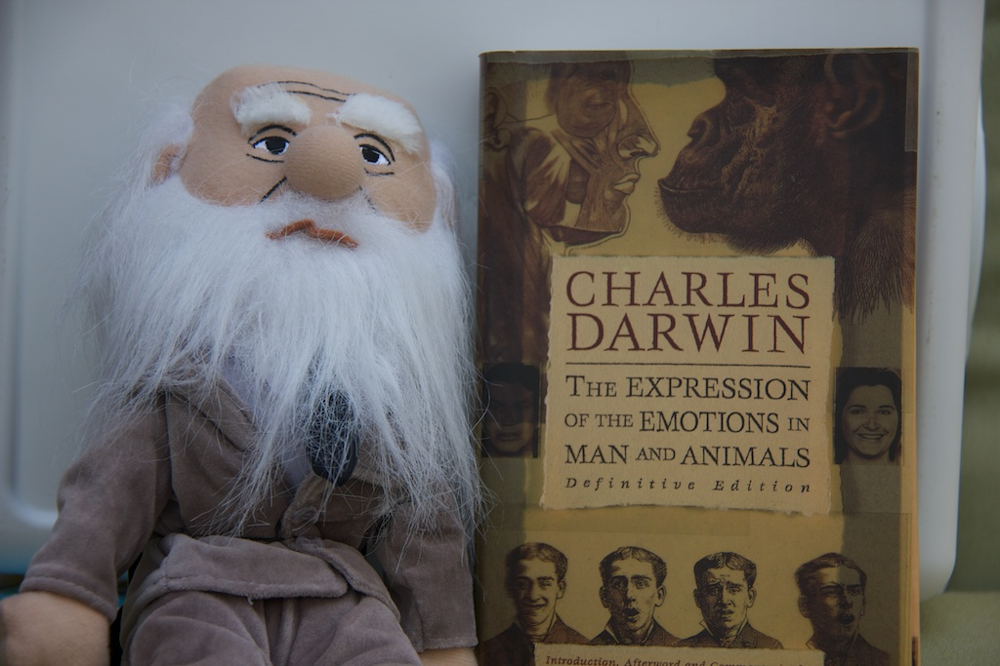 CHARLES
DARWIN
THE EXPRESSION
OF THE EMOTIONS IN
MAN AND ANIMALS
Definitive Edition
Introduction, Afterword and